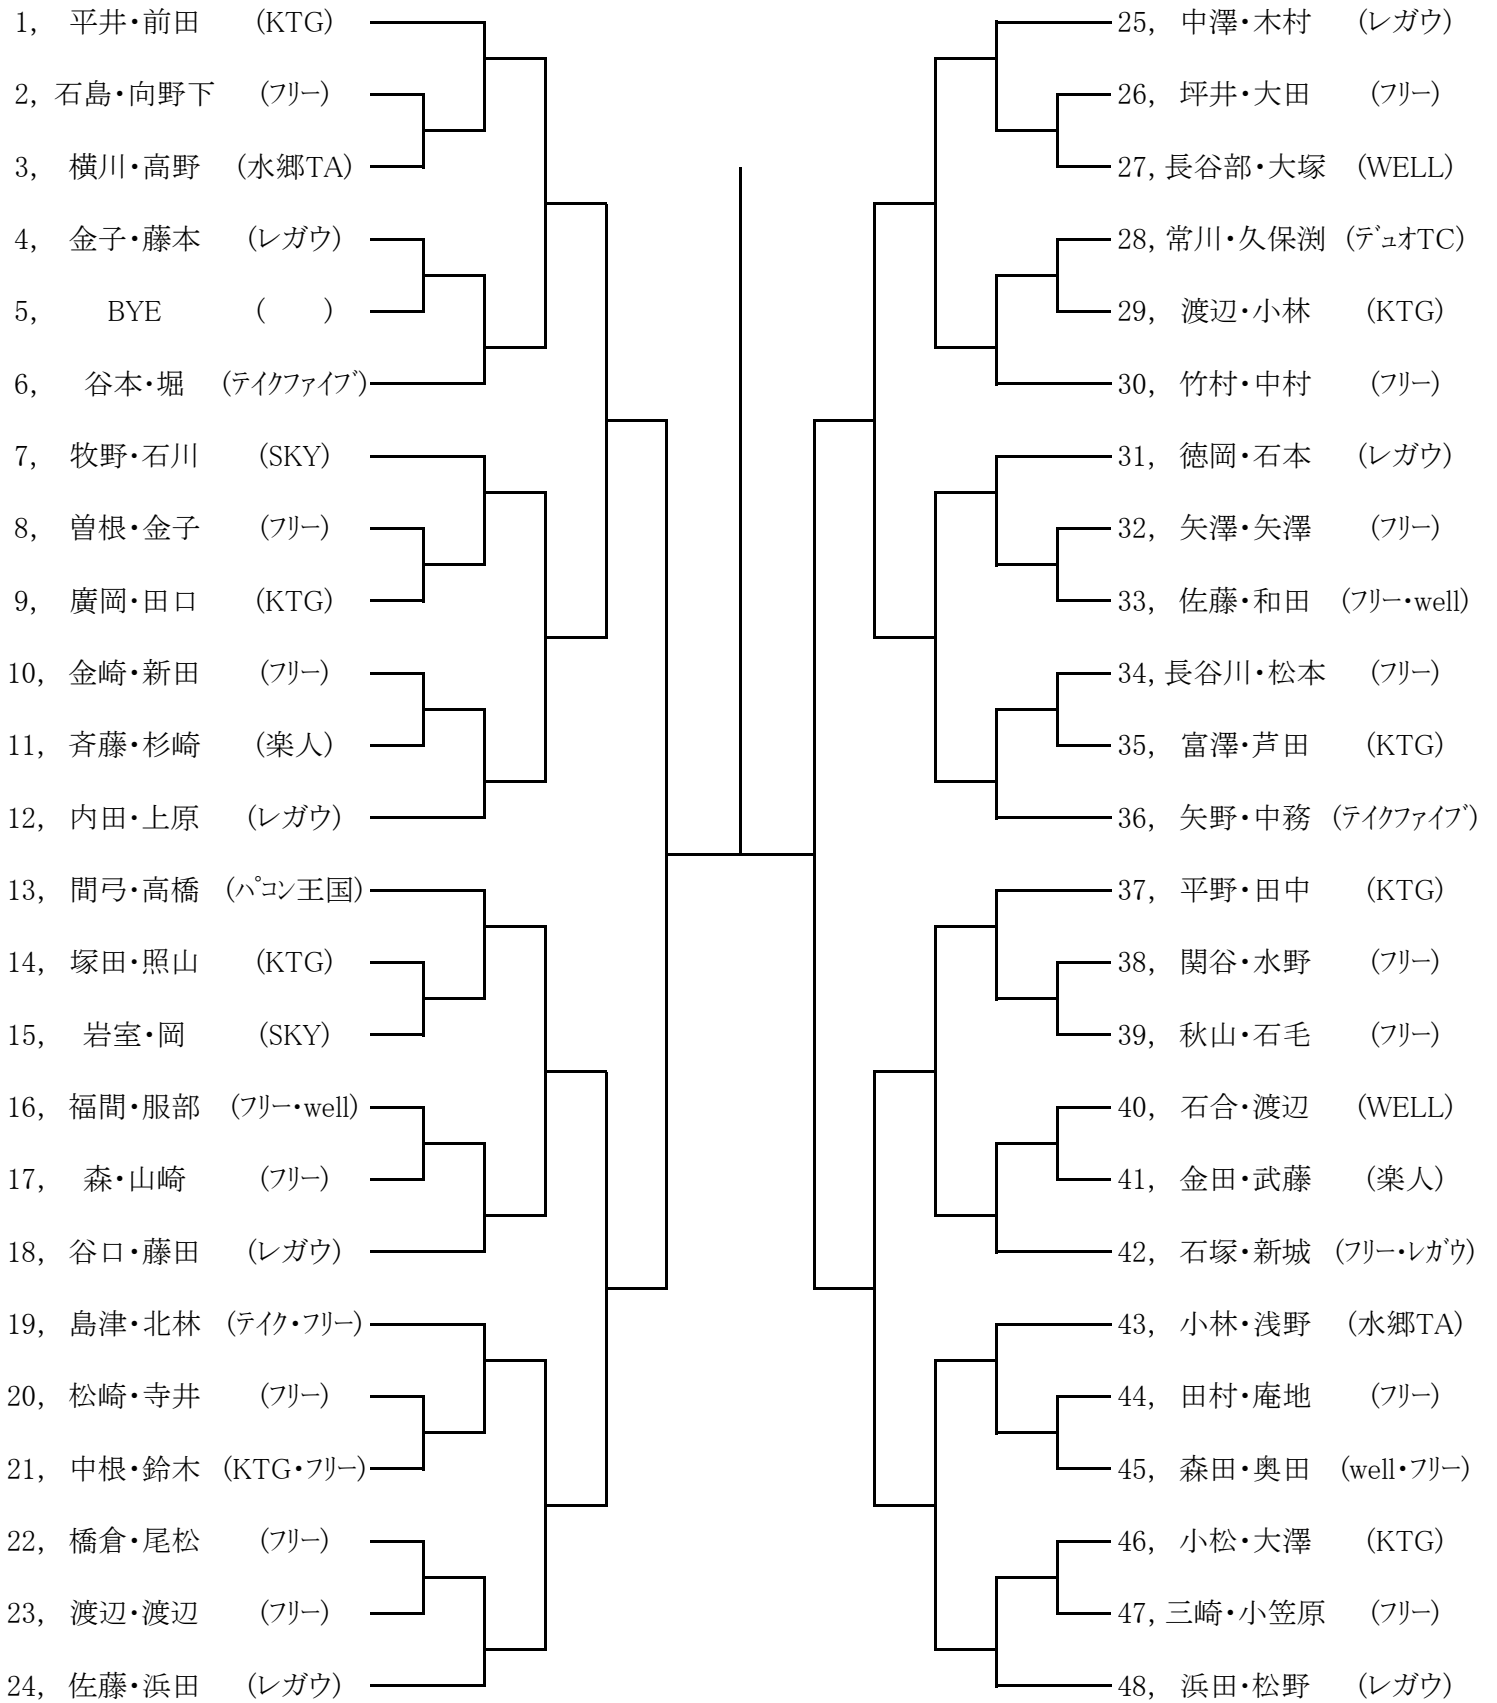 1, 平井・前田 (KTG)
2, 石島・向野下 (フリー)
3, 横川・高野 (水郷TA)
4, 金子・藤本 (レガウ)
5, BYE ( )
6, 谷本・堀 (テイクファイブ)
7, 牧野・石川 (SKY)
8, 曽根・金子 (フリー)
9, 廣岡・田口 (KTG)
10, 金崎・新田 (フリー)
11, 斉藤・杉崎 (楽人)
12, 内田・上原 (レガウ)
13, 間弓・高橋 (パコン王国)
14, 塚田・照山 (KTG)
15, 岩室・岡 (SKY)
16, 福間・服部 (フリー・well)
17, 森・山崎 (フリー)
18, 谷口・藤田 (レガウ)
19, 島津・北林 (テイク・フリー)
20, 松崎・寺井 (フリー)
21, 中根・鈴木 (KTG・フリー)
22, 橋倉・尾松 (フリー)
23, 渡辺・渡辺 (フリー)
24, 佐藤・浜田 (レガウ)
25, 中澤・木村 (レガウ)
26, 坪井・大田 (フリー)
27, 長谷部・大塚 (WELL)
28, 常川・久保渕 (デュオTC)
29, 渡辺・小林 (KTG)
30, 竹村・中村 (フリー)
31, 徳岡・石本 (レガウ)
32, 矢澤・矢澤 (フリー)
33, 佐藤・和田 (フリー・well)
34, 長谷川・松本 (フリー)
35, 富澤・芦田 (KTG)
36, 矢野・中務 (テイクファイブ)
37, 平野・田中 (KTG)
38, 関谷・水野 (フリー)
39, 秋山・石毛 (フリー)
40, 石合・渡辺 (WELL)
41, 金田・武藤 (楽人)
42, 石塚・新城 (フリー・レガウ)
43, 小林・浅野 (水郷TA)
44, 田村・庵地 (フリー)
45, 森田・奥田 (well・フリー)
46, 小松・大澤 (KTG)
47, 三崎・小笠原 (フリー)
48, 浜田・松野 (レガウ)